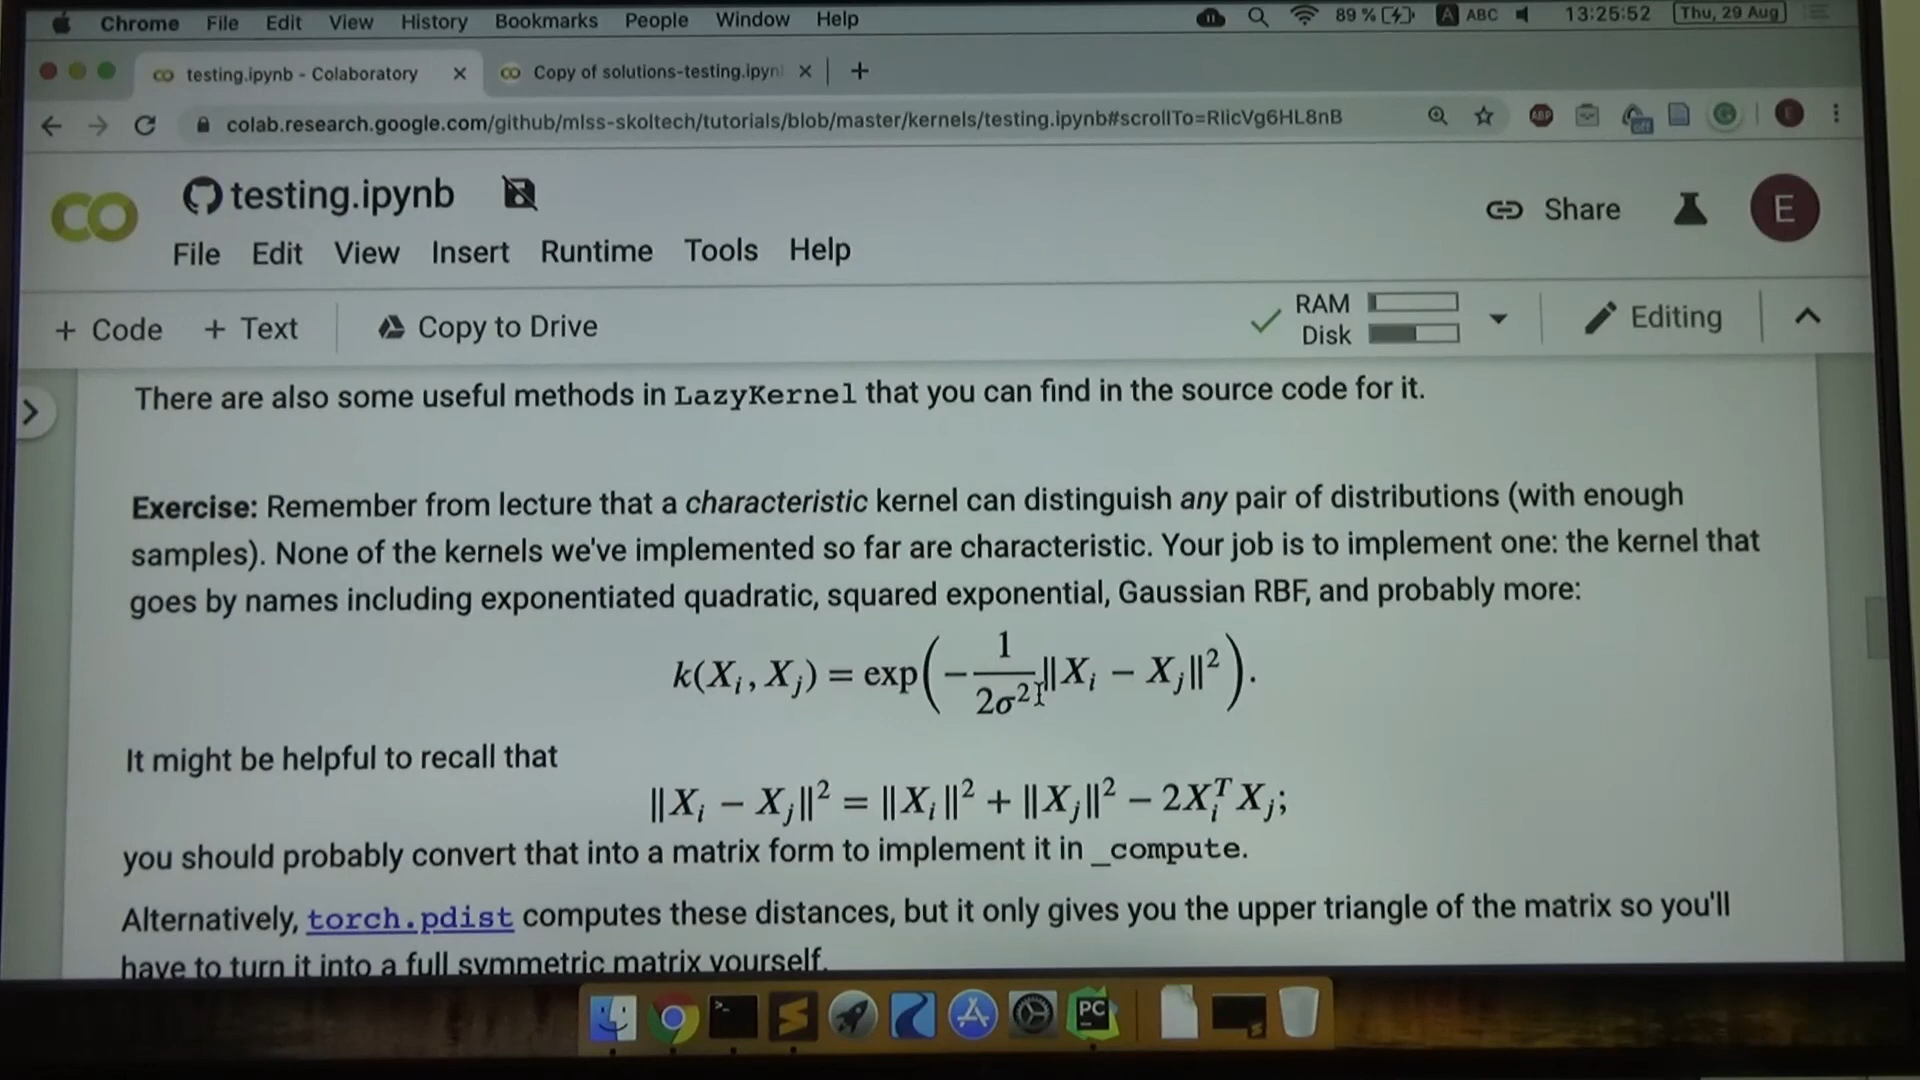 Chrome File Edit View History Bookmarks People Window Help 89 % A ABC 13:25:52 Thu, 29 Aug
testing.ipynb - Colaboratory Copy of solutions-testing.ipyn
colab.research.google.com/github/mlss-skoltech/tutorials/blob/master/kernels/testing.ipynb#scrollTo=RlicVg6HL8nB ABP off E
CO testing.ipynb Share E
File Edit View Insert Runtime Tools Help
+ Code + Text Copy to Drive RAM Disk Editing
There are also some useful methods in LazyKernel that you can find in the source code for it.
Exercise: Remember from lecture that a characteristic kernel can distinguish any pair of distributions (with enough
samples). None of the kernels we've implemented so far are characteristic. Your job is to implement one: the kernel that
goes by names including exponentiated quadratic, squared exponential, Gaussian RBF, and probably more:
k(X_i, X_j) = exp(−1/2σ² ‖X_i − X_j‖²).
It might be helpful to recall that
‖X_i − X_j‖² = ‖X_i‖² + ‖X_j‖² − 2X_i^T X_j;
you should probably convert that into a matrix form to implement it in _compute.
Alternatively, torch.pdist computes these distances, but it only gives you the upper triangle of the matrix so you'll
have to turn it into a full symmetric matrix yourself.
PC